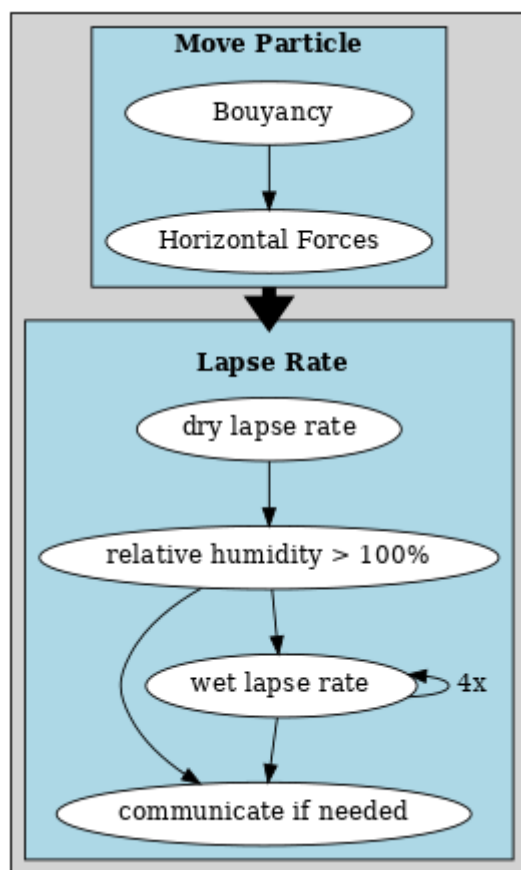 Move Particle
Bouyancy
Horizontal Forces
Lapse Rate
dry lapse rate
relative humidity > 100%
wet lapse rate
4x
communicate if needed